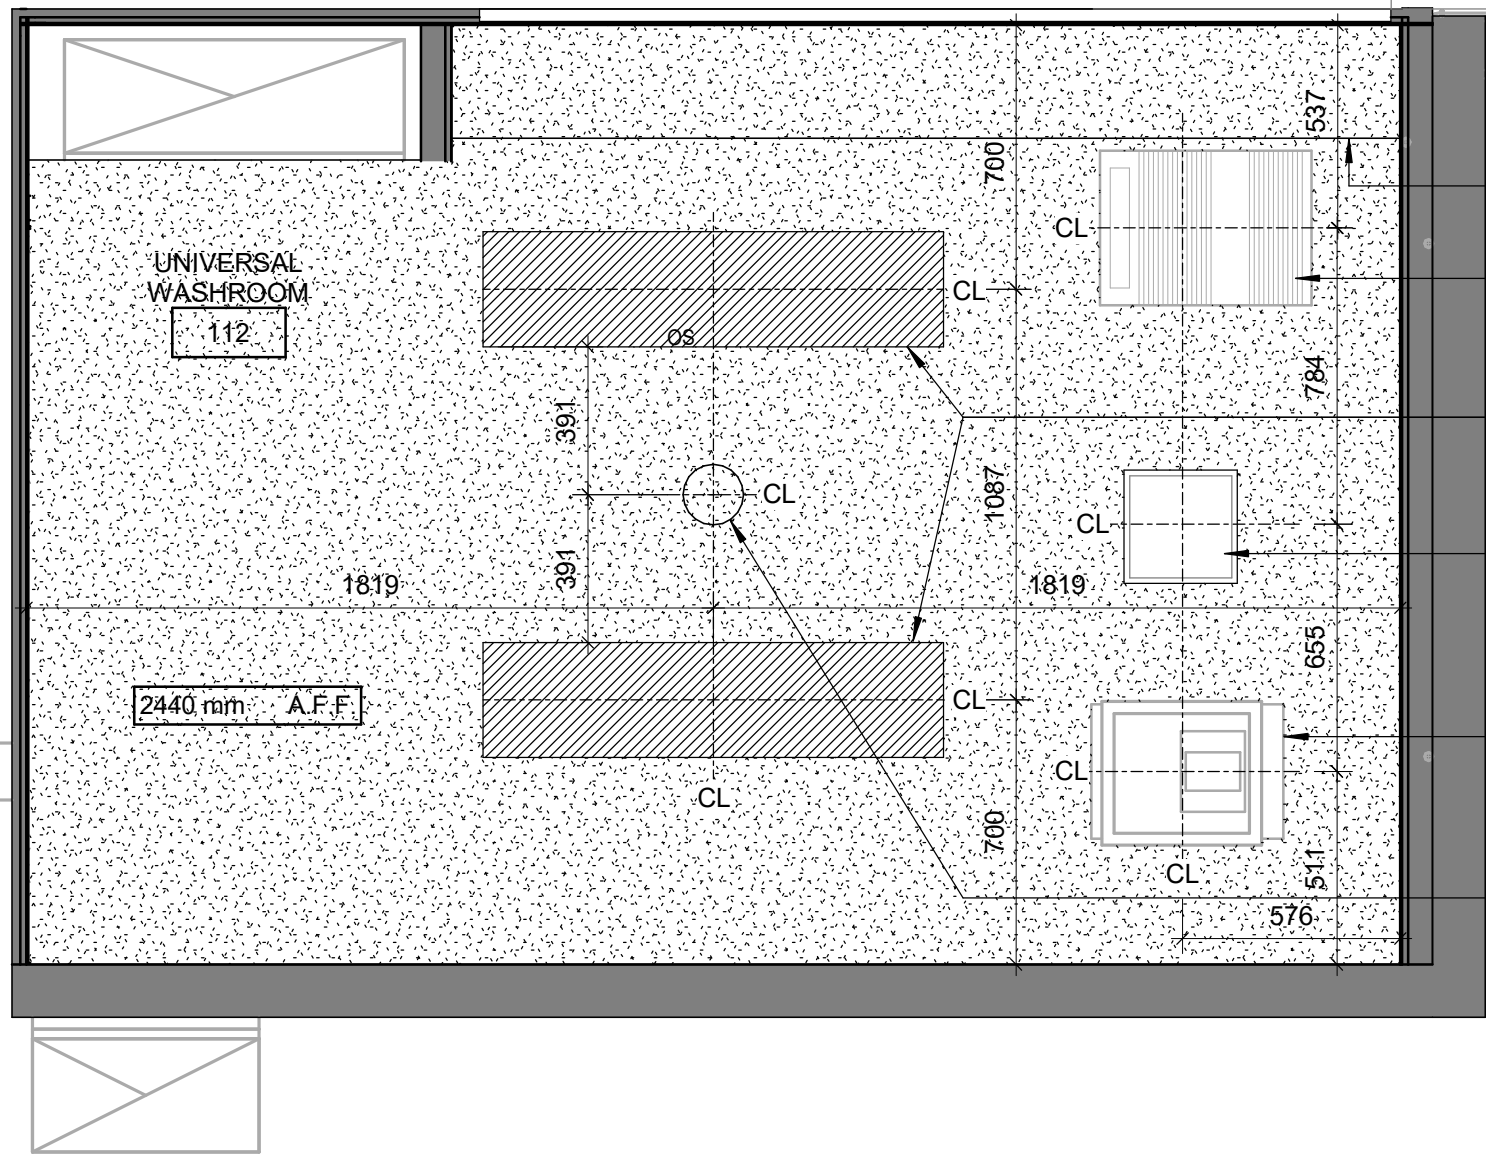 537
700
CL
UNIVERSAL
WASHROOM
112
CL
OS
784
391
CL
1087
CL
391
1819
1819
655
2440 mm A.F.F.
CL
CL
CL
700
511
CL
576